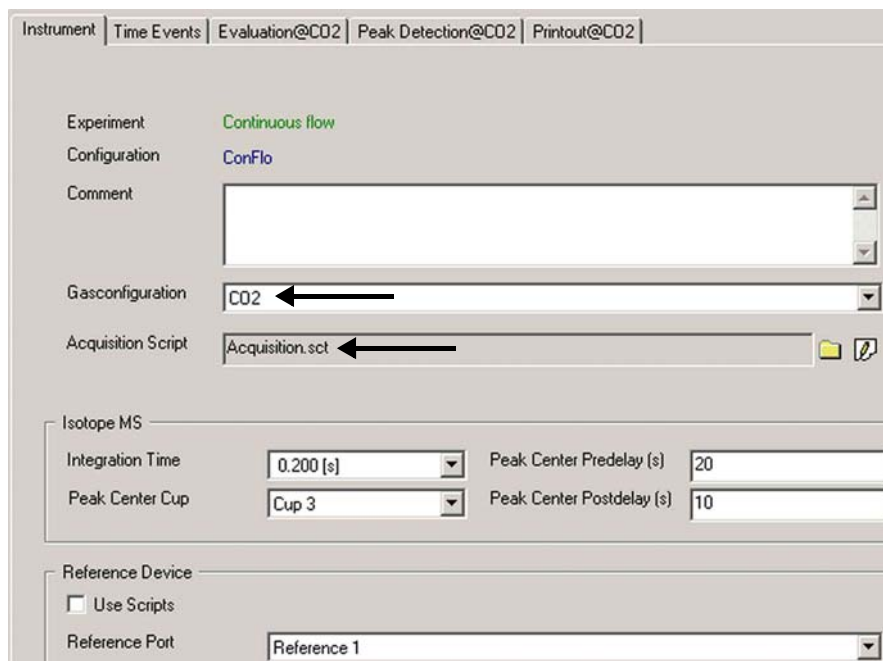 Instrument Time Events Evaluation@CO2 Peak Detection@CO2 Printout@CO2
Experiment Continuous flow
Configuration ConFlo
Comment
Gasconfiguration CO2
Acquisition Script Acquisition.sct
Isotope MS
Integration Time 0.200 [s] Peak Center Predelay (s) 20
Peak Center Cup Cup 3 Peak Center Postdelay (s) 10
Reference Device
Use Scripts
Reference Port Reference 1